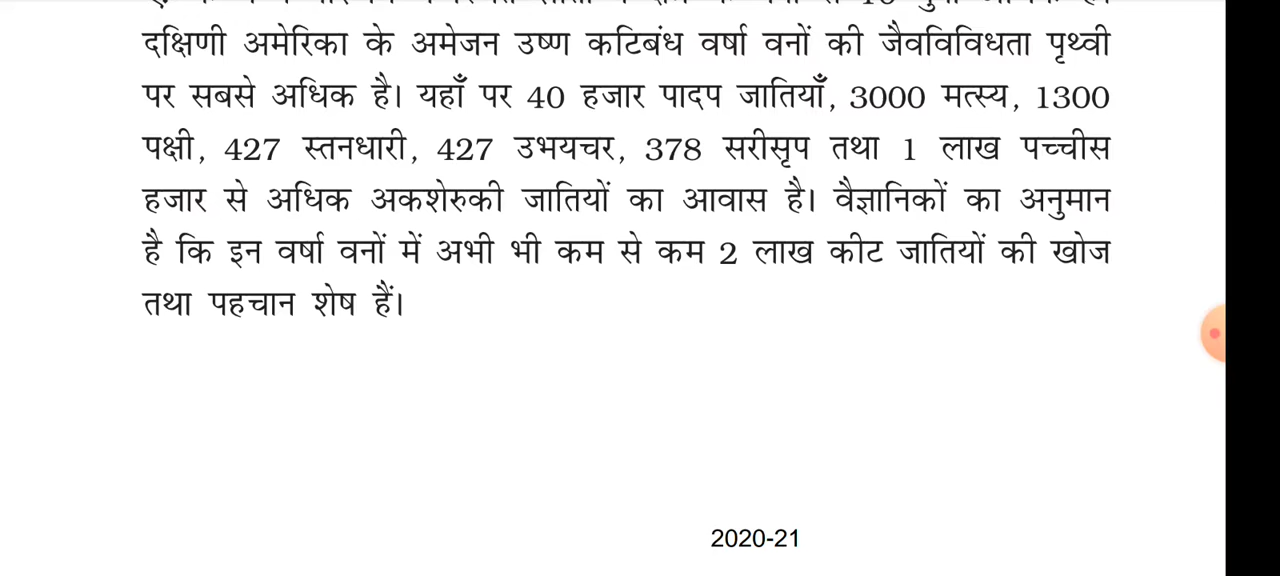 दक्षिणी अमेरिका के अमेजन उष्ण कटिबंध वर्षा वनों की जैवविविधता पृथ्वी
पर सबसे अधिक है। यहाँ पर 40 हजार पादप जातियाँ, 3000 मत्स्य, 1300
पक्षी, 427 स्तनधारी, 427 उभयचर, 378 सरीसृप तथा 1 लाख पच्चीस
हजार से अधिक अकशेरुकी जातियों का आवास है। वैज्ञानिकों का अनुमान
है कि इन वर्षा वनों में अभी भी कम से कम 2 लाख कीट जातियों की खोज
तथा पहचान शेष हैं।
2020-21